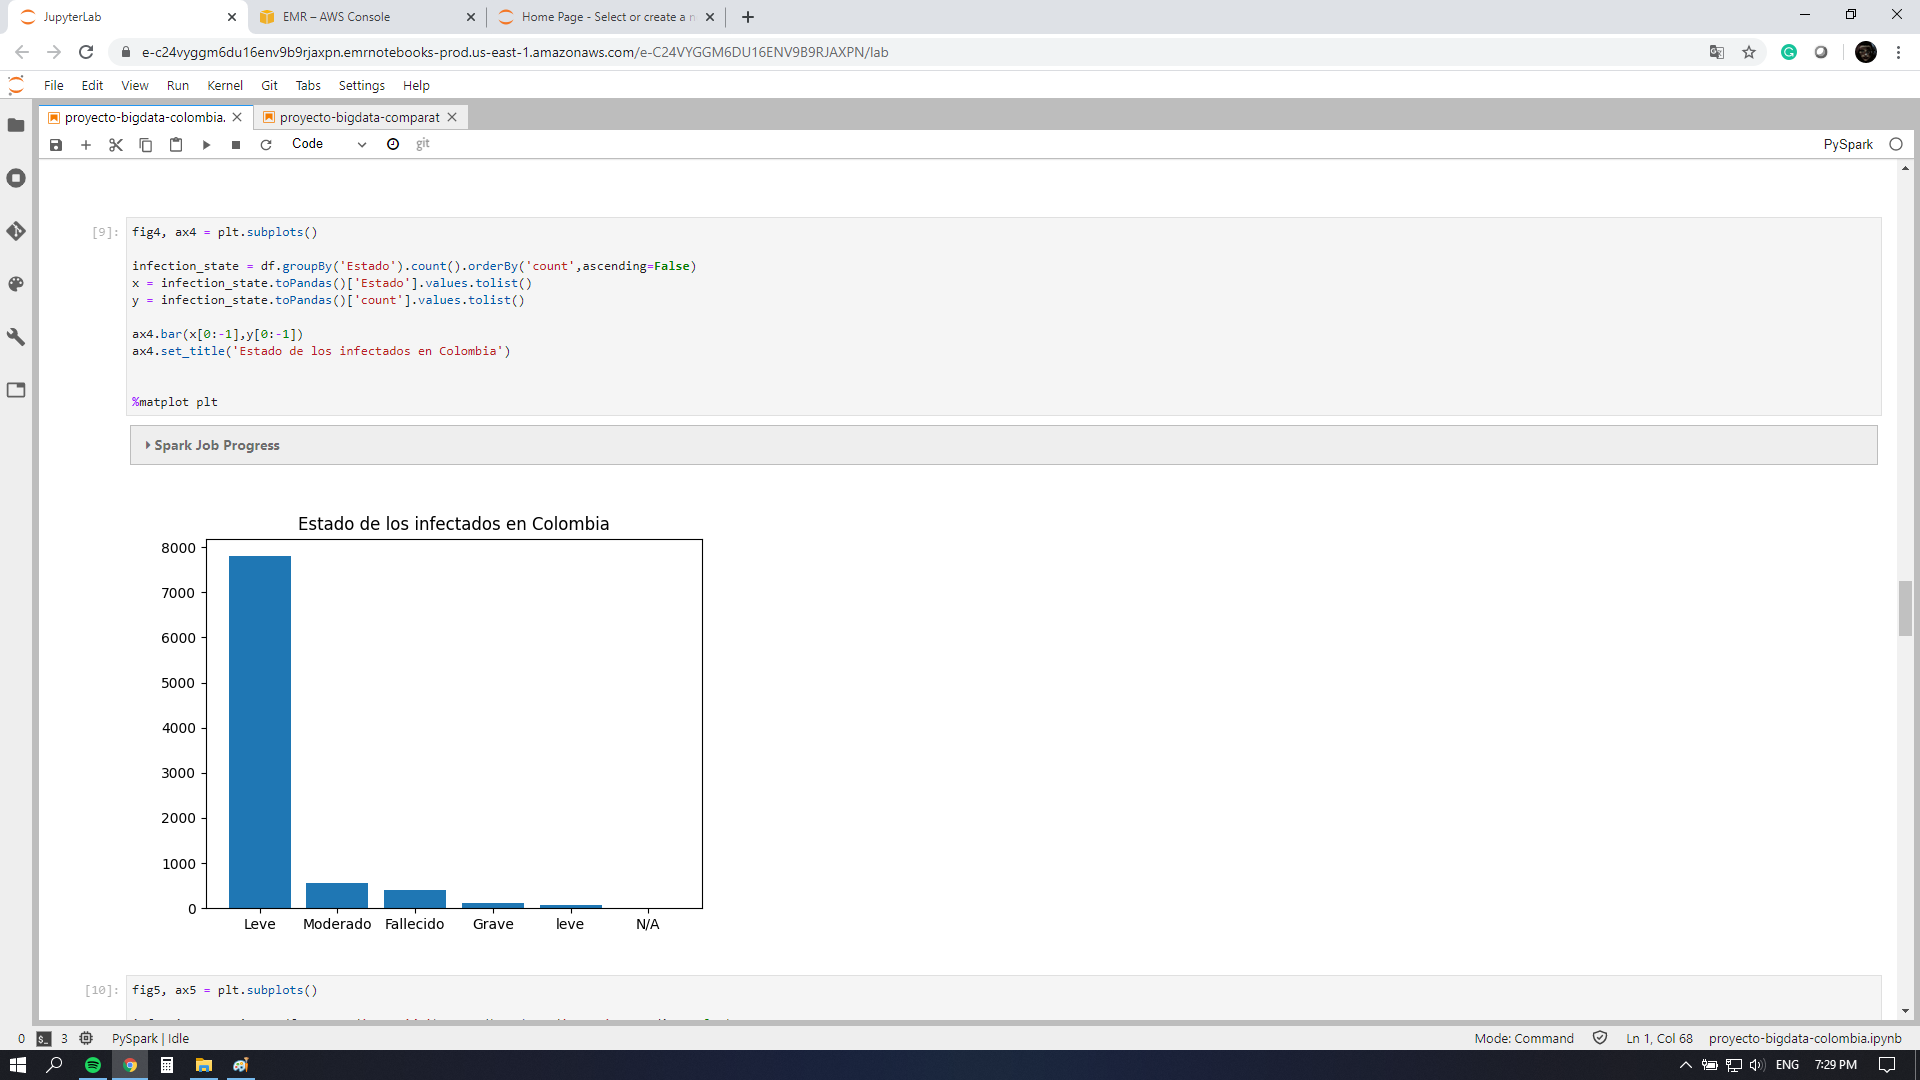 JupyterLab
EMR – AWS Console
Home Page - Select or create a n
e-c24vyggm6du16env9b9rjaxpn.emrnotebooks-prod.us-east-1.amazonaws.com/e-C24VYGGM6DU16ENV9B9RJAXPN/lab
File Edit View Run Kernel Git Tabs Settings Help
proyecto-bigdata-colombia.
proyecto-bigdata-comparat
Code
git
PySpark
[9]:
fig4, ax4 = plt.subplots()
infection_state = df.groupBy('Estado').count().orderBy('count',ascending=False)
x = infection_state.toPandas()['Estado'].values.tolist()
y = infection_state.toPandas()['count'].values.tolist()
ax4.bar(x[0:-1],y[0:-1])
ax4.set_title('Estado de los infectados en Colombia')
%matplot plt
Spark Job Progress
Estado de los infectados en Colombia
8000
7000
6000
5000
4000
3000
2000
1000
0
Leve Moderado Fallecido Grave leve N/A
[10]:
fig5, ax5 = plt.subplots()
0 3 PySpark | Idle
Mode: Command Ln 1, Col 68 proyecto-bigdata-colombia.ipynb
ENG 7:29 PM